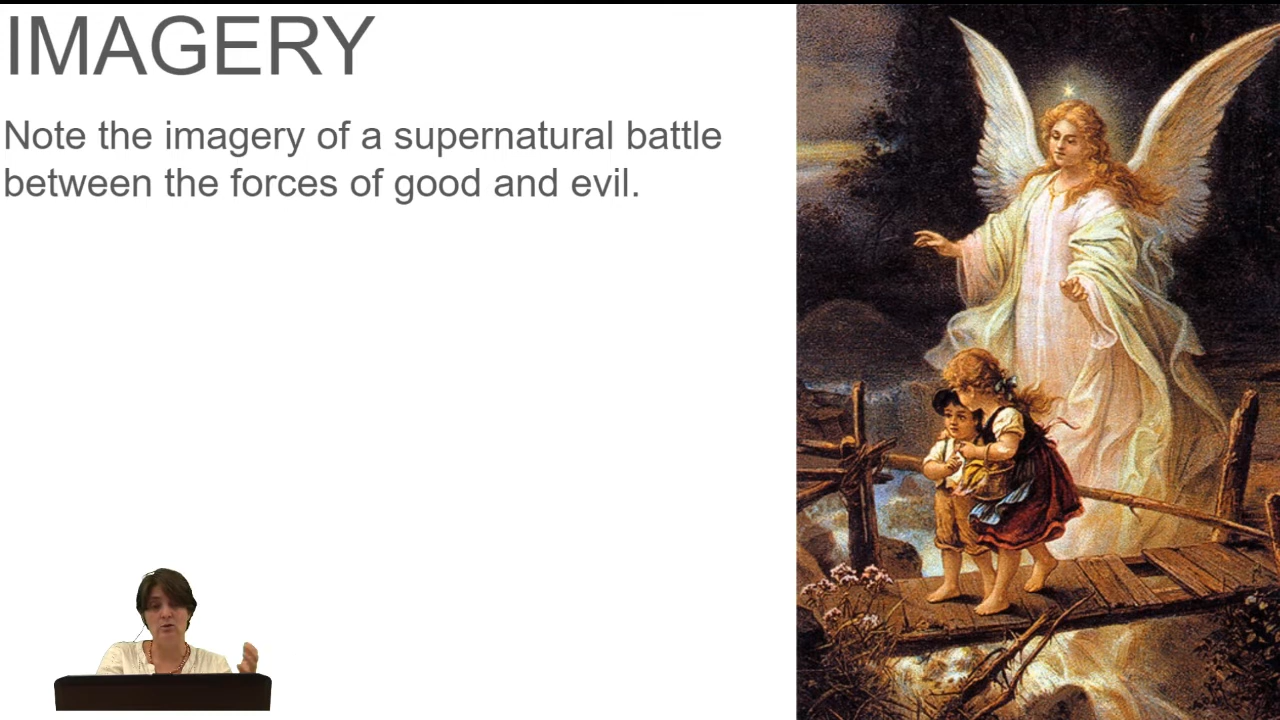 IMAGERY
Note the imagery of a supernatural battle
between the forces of good and evil.